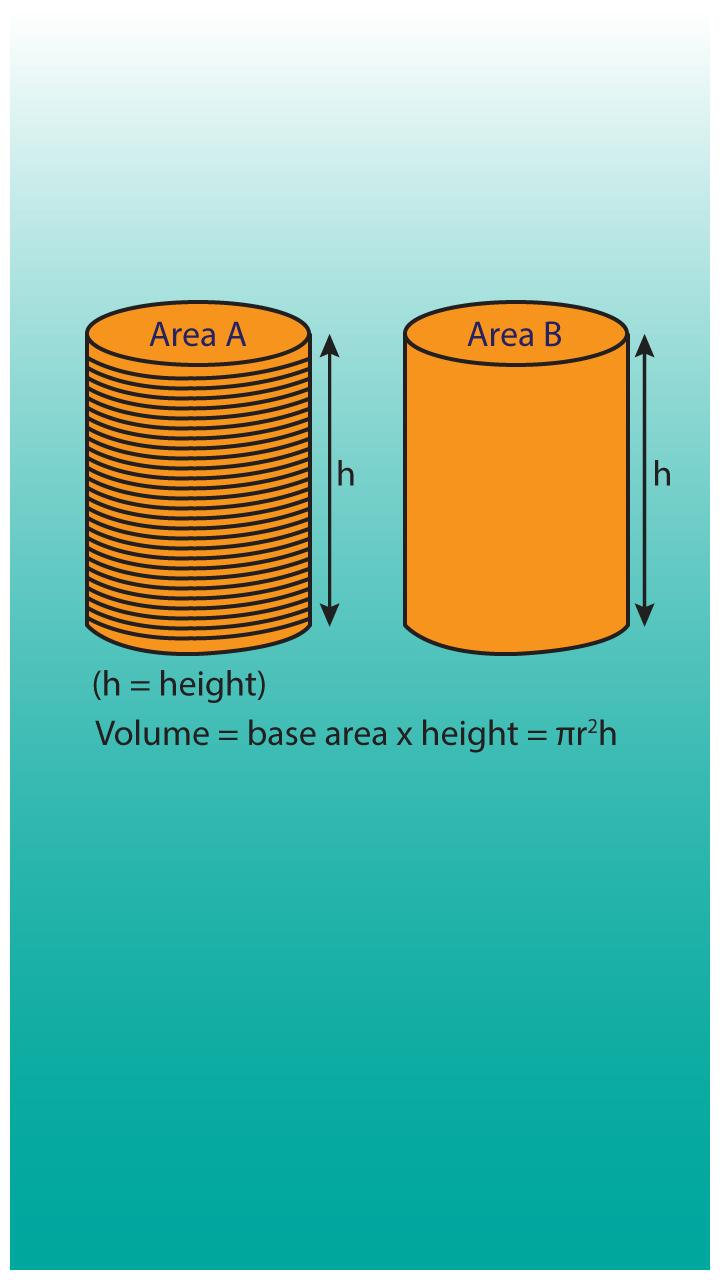 Area A
Area B
h
h
(h = height)
Volume = base area x height = πr²h